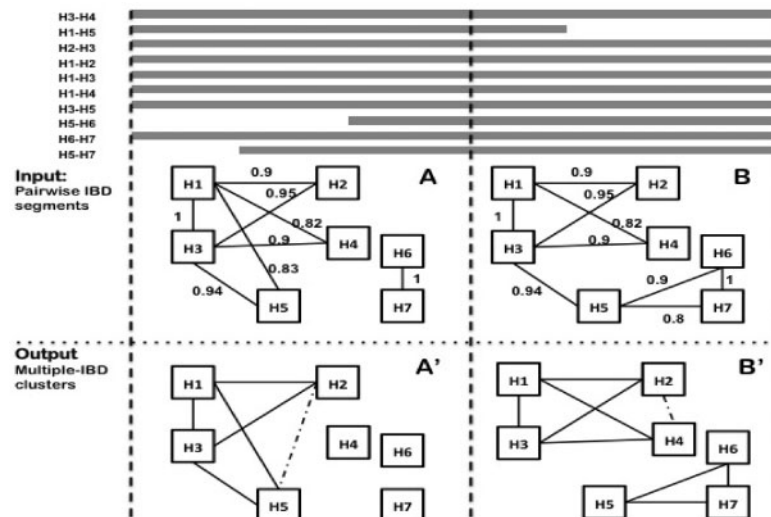 H3-H4
H1-H5
H2-H3
H1-H2
H1-H3
H1-H4
H3-H5
H5-H6
H6-H7
H5-H7
Input:
Pairwise IBD
segments
A
H1
0.9
H2
0.95
1
0.82
H3
0.9
H4
H6
0.83
1
0.94
H5
H7
B
H1
0.9
H2
0.95
1
0.82
H3
0.9
H4
H6
0.94
0.9
1
H5
0.8
H7
Output
Multiple-IBD
clusters
A'
H1
H2
H3
H4
H6
H5
H7
B'
H1
H2
H3
H4
H6
H5
H7